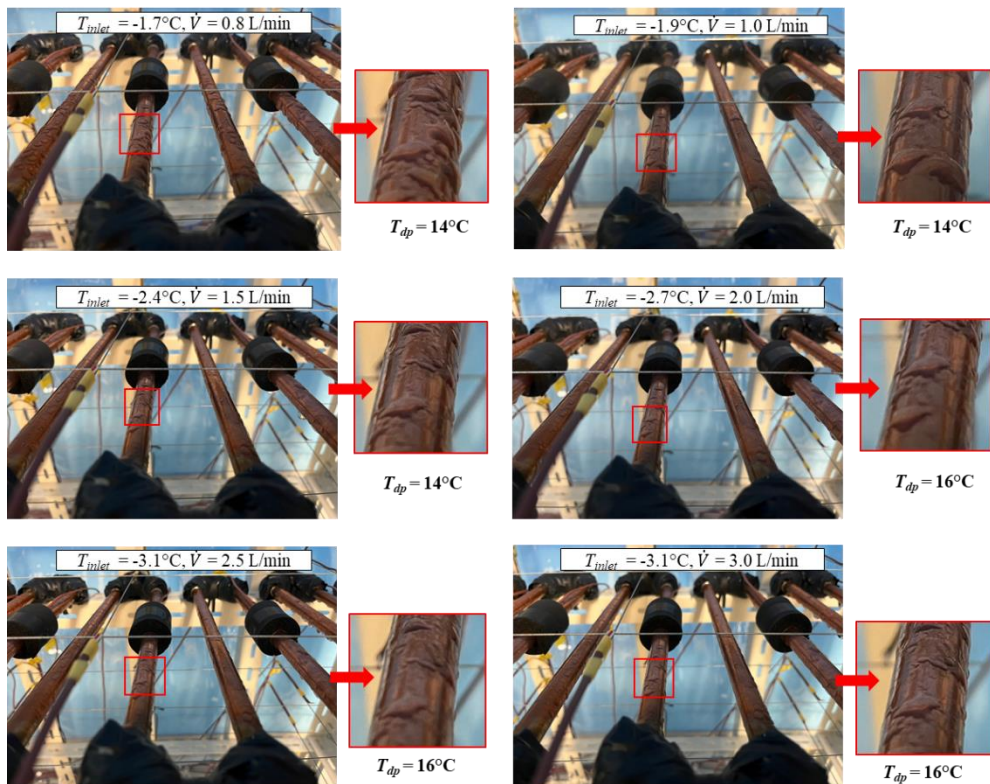 T_inlet = -1.7°C, V̇ = 0.8 L/min
T_inlet = -1.9°C, V̇ = 1.0 L/min
T_dp = 14°C
T_dp = 14°C
T_inlet = -2.4°C, V̇ = 1.5 L/min
T_inlet = -2.7°C, V̇ = 2.0 L/min
T_dp = 14°C
T_dp = 16°C
T_inlet = -3.1°C, V̇ = 2.5 L/min
T_inlet = -3.1°C, V̇ = 3.0 L/min
T_dp = 16°C
T_dp = 16°C